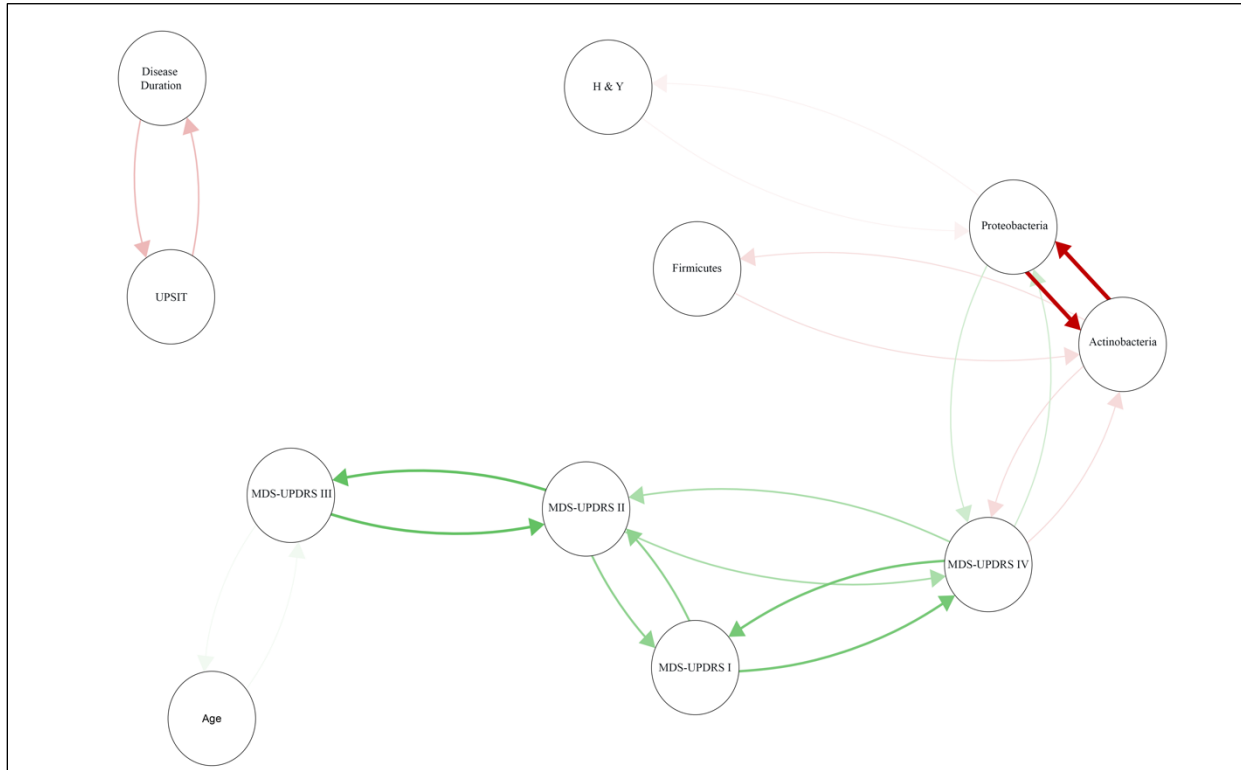 Disease
Duration
H & Y
Proteobacteria
Firmicutes
UPSIT
Actinobacteria
MDS-UPDRS III
MDS-UPDRS II
MDS-UPDRS IV
MDS-UPDRS I
Age